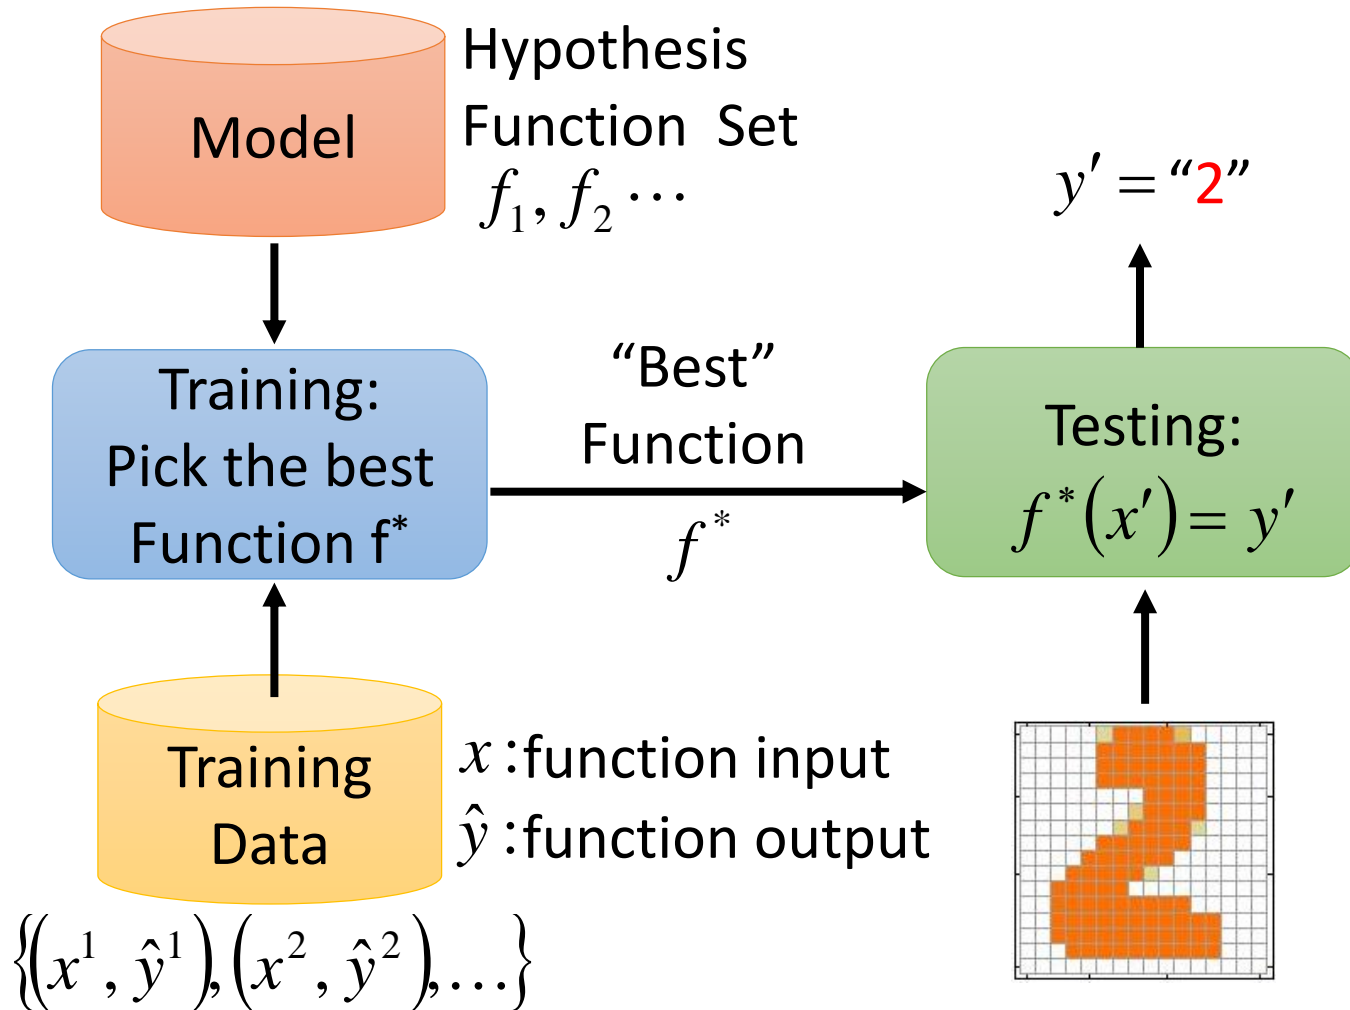 Model
Hypothesis
Function Set
f₁, f₂ ⋯
y′ = “2”
Training:
Pick the best
Function f*
“Best”
Function
f*
Testing:
f*(x′) = y′
Training
Data
x :function input
ŷ :function output
{(x¹, ŷ¹), (x², ŷ²), …}